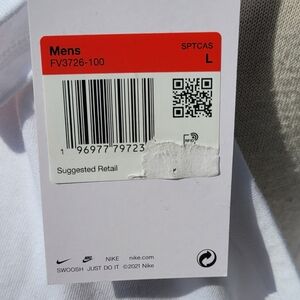 Mens SPTCAS
FV3726-100 L
1 96977 79723
Suggested Retail
NIKE nike.com
SWOOSH JUST DO IT ©2021 Nike